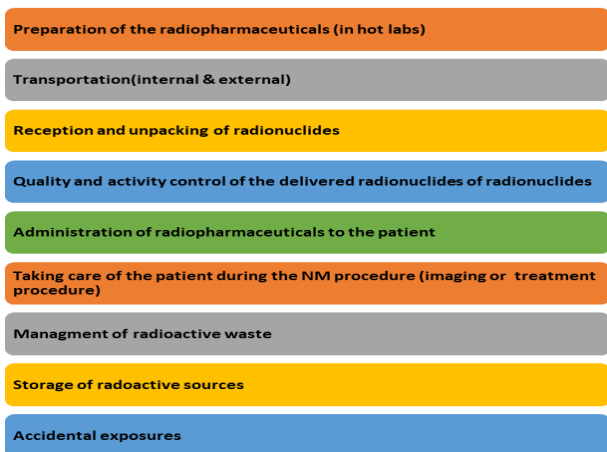 Preparation of the radiopharmaceuticals (in hot labs)
Transportation(internal & external)
Reception and unpacking of radionuclides
Quality and activity control of the delivered radionuclides of radionuclides
Administration of radiopharmaceuticals to the patient
Taking care of the patient during the NM procedure (imaging or treatment
procedure)
Managment of radioactive waste
Storage of radoactive sources
Accidental exposures